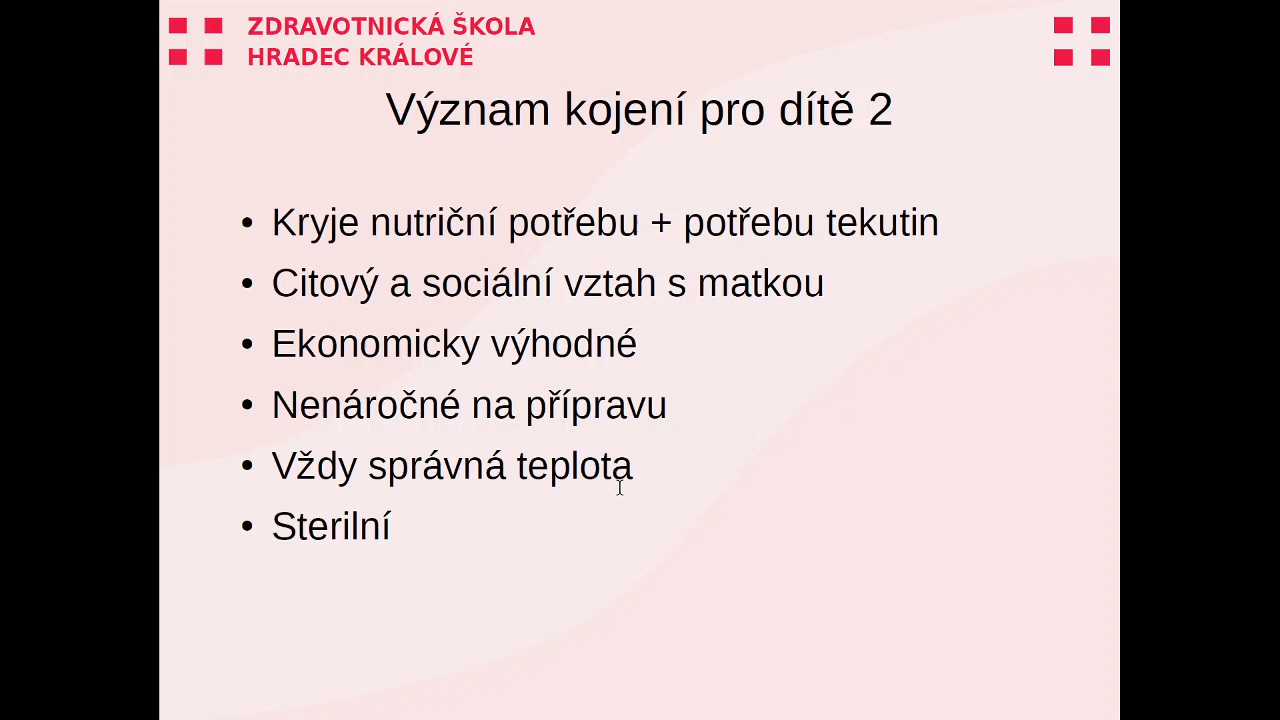 ZDRAVOTNICKÁ ŠKOLA
HRADEC KRÁLOVÉ
Význam kojení pro dítě 2
• Kryje nutriční potřebu + potřebu tekutin
• Citový a sociální vztah s matkou
• Ekonomicky výhodné
• Nenáročné na přípravu
• Vždy správná teplota
• Sterilní